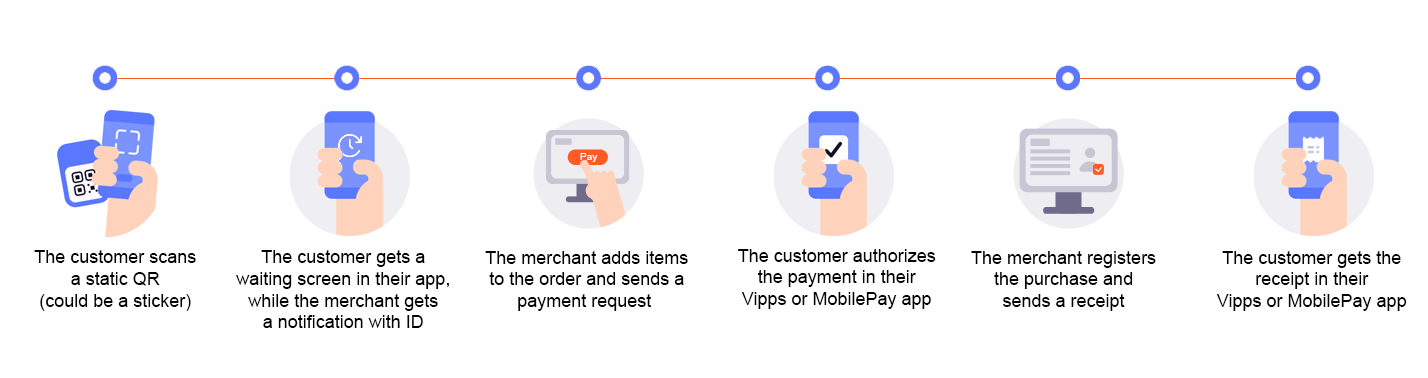 Pay
The customer scans
a static QR
(could be a sticker)
The customer gets a
waiting screen in their app,
while the merchant gets
a notification with ID
The merchant adds items
to the order and sends a
payment request
The customer authorizes
the payment in their
Vipps or MobilePay app
The merchant registers
the purchase and
sends a receipt
The customer gets the
receipt in their
Vipps or MobilePay app